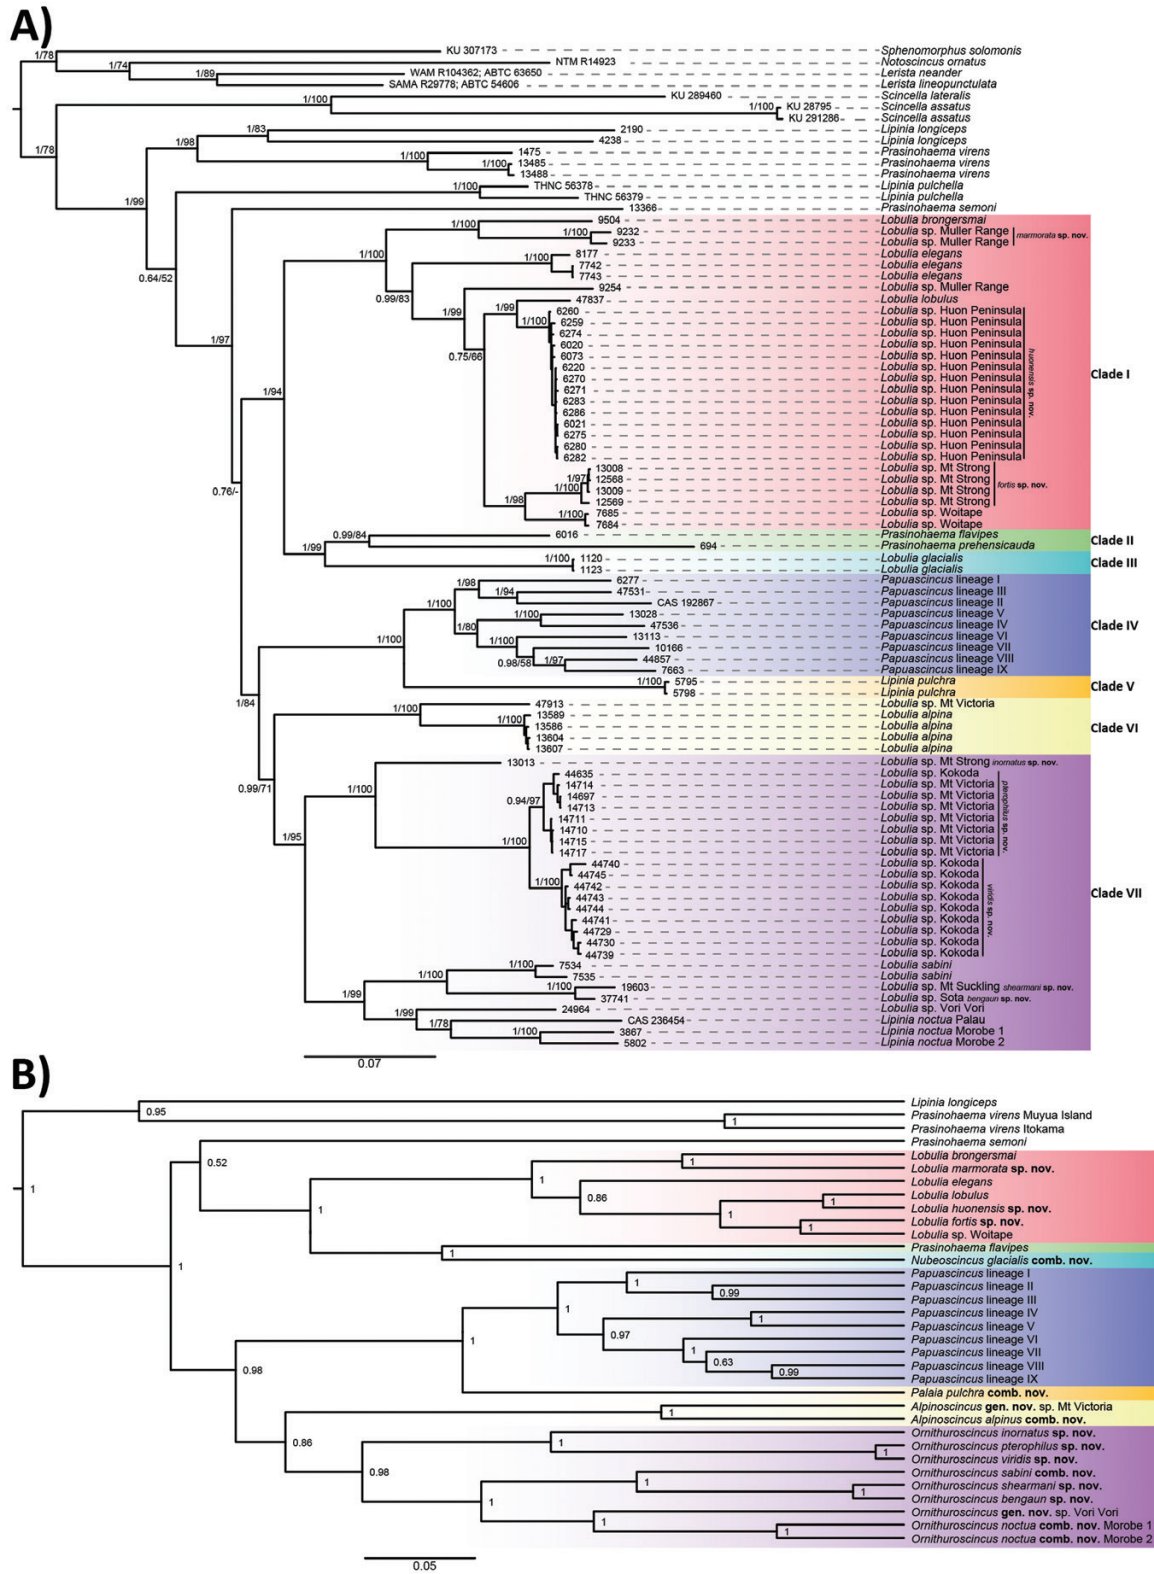 A)
1/78 KU 307173 Sphenomorphus solomonis
1/74 NTM R14923 Notoscincus ornatus
1/89 WAM R104362; ABTC 63650 Lerista neander
SAMA R29778; ABTC 54606 Lerista lineopunctulata
1/100 KU 289460 Scincella lateralis
1/100 KU 28795 Scincella assatus
KU 291286 Scincella assatus
1/83 2190 Lipinia longiceps
1/98 4238 Lipinia longiceps
1/78 1/100 1475 Prasinohaema virens
1/100 13485 Prasinohaema virens
13488 Prasinohaema virens
1/100 THNC 56378 Lipinia pulchella
1/99 THNC 56379 Lipinia pulchella
13366 Prasinohaema semoni
1/100 9504 Lobulia brongersmai
1/100 9232 Lobulia sp. Muller Range marmorata sp. nov.
9233 Lobulia sp. Muller Range
1/100 1/100 8177 Lobulia elegans
7742 Lobulia elegans
0.64/52 7743 Lobulia elegans
0.99/83 9254 Lobulia sp. Muller Range
1/99 1/99 47837 Lobulia lobulus
6260 Lobulia sp. Huon Peninsula
1/100 6259 Lobulia sp. Huon Peninsula
6274 Lobulia sp. Huon Peninsula
1/97 6020 Lobulia sp. Huon Peninsula
0.75/66 6073 Lobulia sp. Huon Peninsula
6220 Lobulia sp. Huon Peninsula
6270 Lobulia sp. Huon Peninsula huonensis sp. nov. Clade I
6271 Lobulia sp. Huon Peninsula
1/94 6283 Lobulia sp. Huon Peninsula
6286 Lobulia sp. Huon Peninsula
6021 Lobulia sp. Huon Peninsula
6275 Lobulia sp. Huon Peninsula
6280 Lobulia sp. Huon Peninsula
6282 Lobulia sp. Huon Peninsula
13008 Lobulia sp. Mt Strong
1/97 12568 Lobulia sp. Mt Strong
0.76/- 1/100 13009 Lobulia sp. Mt Strong fortis sp. nov.
1/98 12569 Lobulia sp. Mt Strong
1/100 7685 Lobulia sp. Woitape
7684 Lobulia sp. Woitape
0.99/84 6016 Prasinohaema flavipes
1/99 694 Prasinohaema prehensicauda Clade II
1/100 1120 Lobulia glacialis
1123 Lobulia glacialis Clade III
1/98 6277 Papuascincus lineage I
1/94 47531 Papuascincus lineage III
1/100 CAS 192867 Papuascincus lineage II
1/100 13028 Papuascincus lineage V
1/80 47536 Papuascincus lineage IV Clade IV
1/100 1/100 13113 Papuascincus lineage VI
10166 Papuascincus lineage VII
0.98/58 1/97 44857 Papuascincus lineage VIII
7663 Papuascincus lineage IX
1/100 5795 Lipinia pulchra
5798 Lipinia pulchra Clade V
1/84 1/100 47913 Lobulia sp. Mt Victoria
13589 Lobulia alpina
1/100 13586 Lobulia alpina Clade VI
13604 Lobulia alpina
13607 Lobulia alpina
13013 Lobulia sp. Mt Strong inornatus sp. nov.
44635 Lobulia sp. Kokoda
0.99/71 14714 Lobulia sp. Mt Victoria
1/100 0.94/97 14697 Lobulia sp. Mt Victoria
14713 Lobulia sp. Mt Victoria
14711 Lobulia sp. Mt Victoria pterophilus sp. nov.
14710 Lobulia sp. Mt Victoria
1/95 1/100 14715 Lobulia sp. Mt Victoria
14717 Lobulia sp. Mt Victoria
44740 Lobulia sp. Kokoda
44745 Lobulia sp. Kokoda
1/100 44742 Lobulia sp. Kokoda
44743 Lobulia sp. Kokoda Clade VII
44744 Lobulia sp. Kokoda viridis sp. nov.
44741 Lobulia sp. Kokoda
44729 Lobulia sp. Kokoda
44730 Lobulia sp. Kokoda
44739 Lobulia sp. Kokoda
1/100 1/100 7534 Lobulia sabini
7535 Lobulia sabini
1/99 1/100 19603 Lobulia sp. Mt Suckling shearmani sp. nov.
37741 Lobulia sp. Sota bengaun sp. nov.
1/99 24964 Lobulia sp. Vori Vori
1/78 CAS 236454 Lipinia noctua Palau
1/100 3867 Lipinia noctua Morobe 1
5802 Lipinia noctua Morobe 2
0.07
B)
Lipinia longiceps
0.95
1 Prasinohaema virens Muyua Island
Prasinohaema virens Itokama
Prasinohaema semoni
0.52 1 Lobulia brongersmai
1 Lobulia marmorata sp. nov.
Lobulia elegans
1 0.86 1 Lobulia lobulus
1 1 Lobulia huonensis sp. nov.
1 Lobulia fortis sp. nov.
Lobulia sp. Woitape
1 Prasinohaema flavipes
1 Nubeoscincus glacialis comb. nov.
1 Papuascincus lineage I
0.99 Papuascincus lineage II
1 Papuascincus lineage III
1 Papuascincus lineage IV
0.97 Papuascincus lineage V
1 1 Papuascincus lineage VI
0.63 Papuascincus lineage VII
0.98 0.99 Papuascincus lineage VIII
Papuascincus lineage IX
Palaia pulchra comb. nov.
1 Alpinoscincus gen. nov. sp. Mt Victoria
Alpinoscincus alpinus comb. nov.
0.86 1 Ornithuroscincus inornatus sp. nov.
1 Ornithuroscincus pterophilus sp. nov.
Ornithuroscincus viridis sp. nov.
0.98 1 Ornithuroscincus sabini comb. nov.
1 Ornithuroscincus shearmani sp. nov.
1 Ornithuroscincus bengaun sp. nov.
1 Ornithuroscincus gen. nov. sp. Vori Vori
1 Ornithuroscincus noctua comb. nov. Morobe 1
Ornithuroscincus noctua comb. nov. Morobe 2
0.05